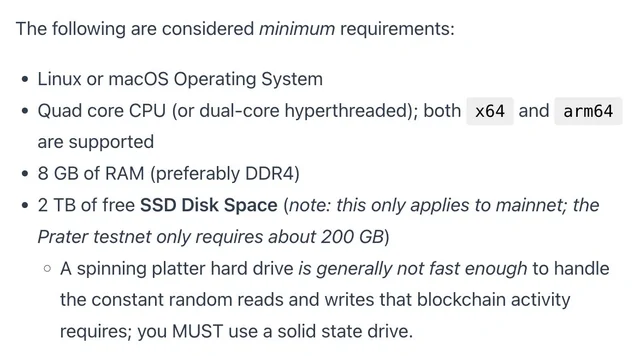 The following are considered minimum requirements:
• Linux or macOS Operating System
• Quad core CPU (or dual-core hyperthreaded); both x64 and arm64
are supported
• 8 GB of RAM (preferably DDR4)
• 2 TB of free SSD Disk Space (note: this only applies to mainnet; the
Prater testnet only requires about 200 GB)
◦ A spinning platter hard drive is generally not fast enough to handle
the constant random reads and writes that blockchain activity
requires; you MUST use a solid state drive.